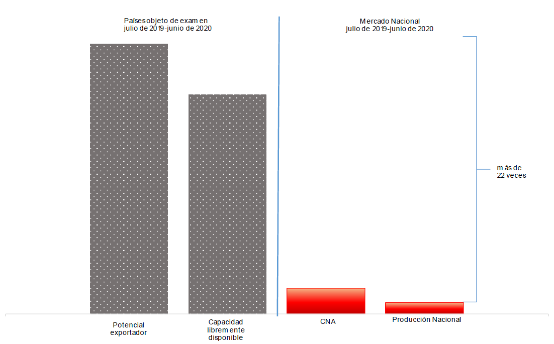 Países objeto de examen
julio de 2019-junio de 2020
Mercado Nacional
julio de 2019-junio de 2020
más de
22 veces
Potencial
exportador
Capacidad
libremente
disponible
CNA
Producción Nacional